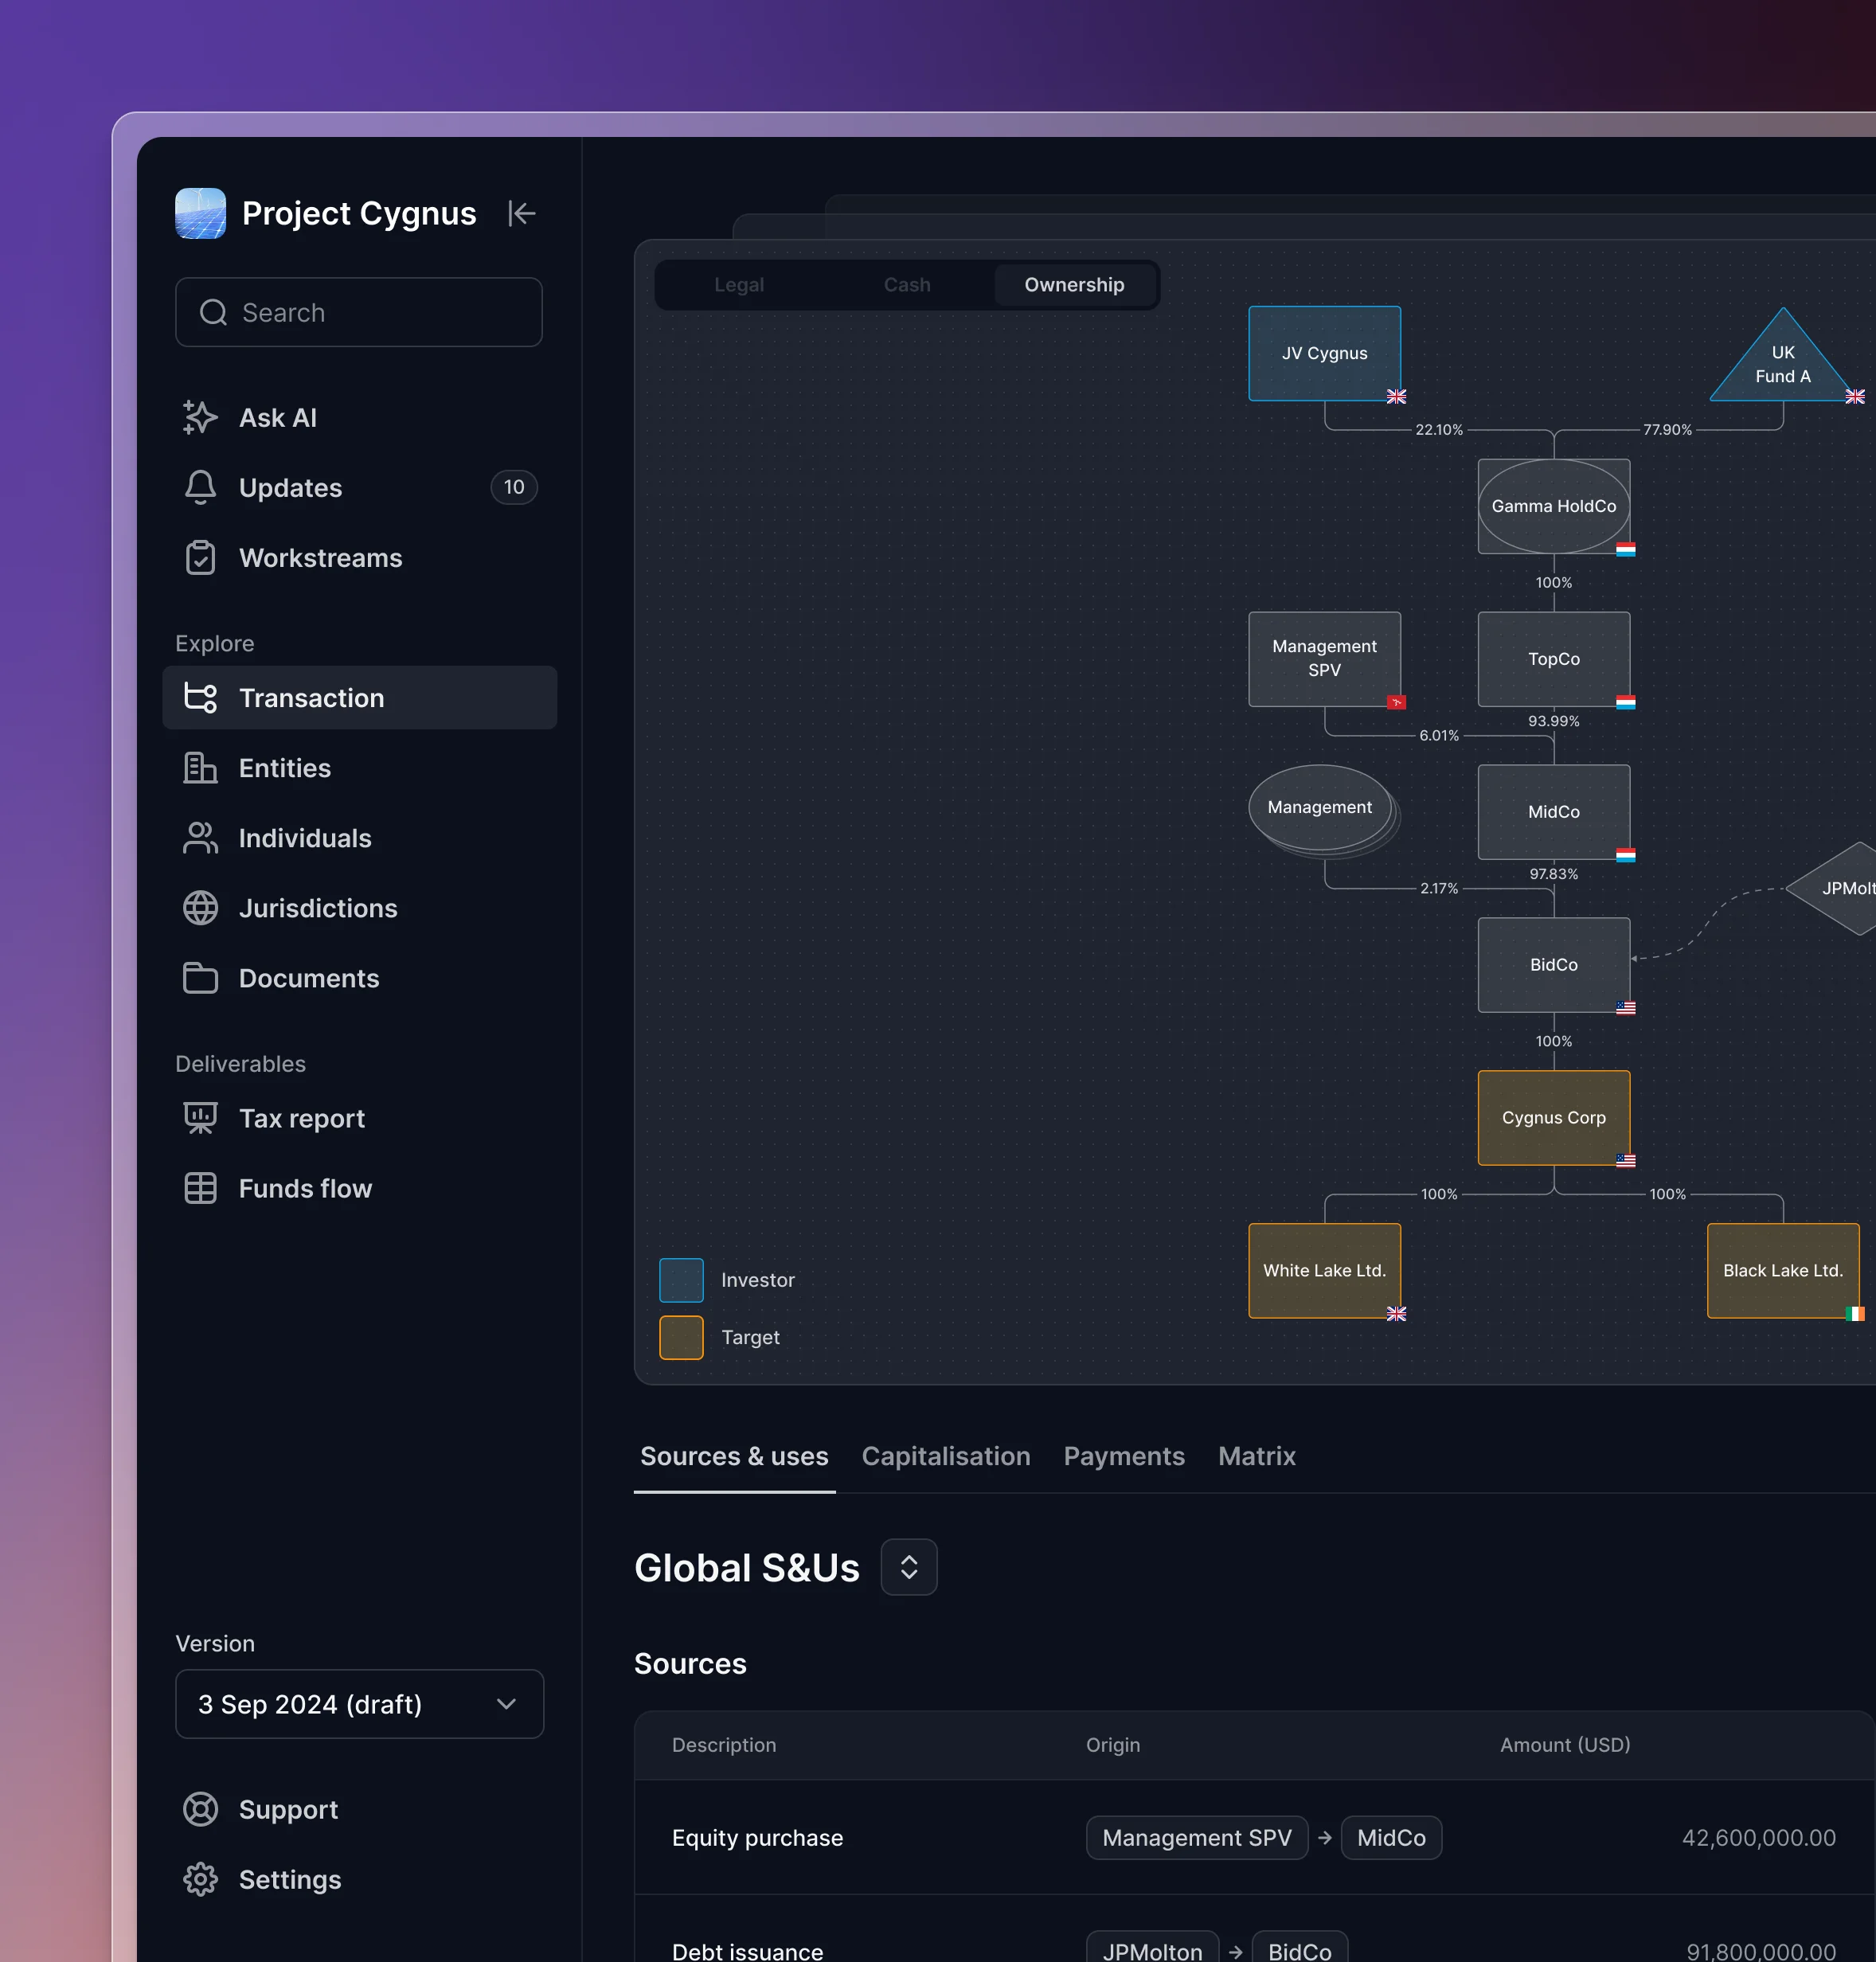 Project Cygnus
Search
Ask AI
Updates
10
Workstreams
Explore
Transaction
Entities
Individuals
Jurisdictions
Documents
Deliverables
Tax report
Funds flow
Version
3 Sep 2024 (draft)
Support
Settings
Legal
Cash
Ownership
JV Cygnus
UK
Fund A
22.10%
77.90%
Gamma HoldCo
100%
Management
SPV
TopCo
93.99%
6.01%
Management
MidCo
97.83%
2.17%
JPMolt
BidCo
100%
Cygnus Corp
100%
100%
White Lake Ltd.
Black Lake Ltd.
Investor
Target
Sources & uses
Capitalisation
Payments
Matrix
Global S&Us
Sources
Description
Origin
Amount (USD)
Equity purchase
Management SPV
MidCo
42,600,000.00
Debt issuance
JPMolton
BidCo
91,800,000.00